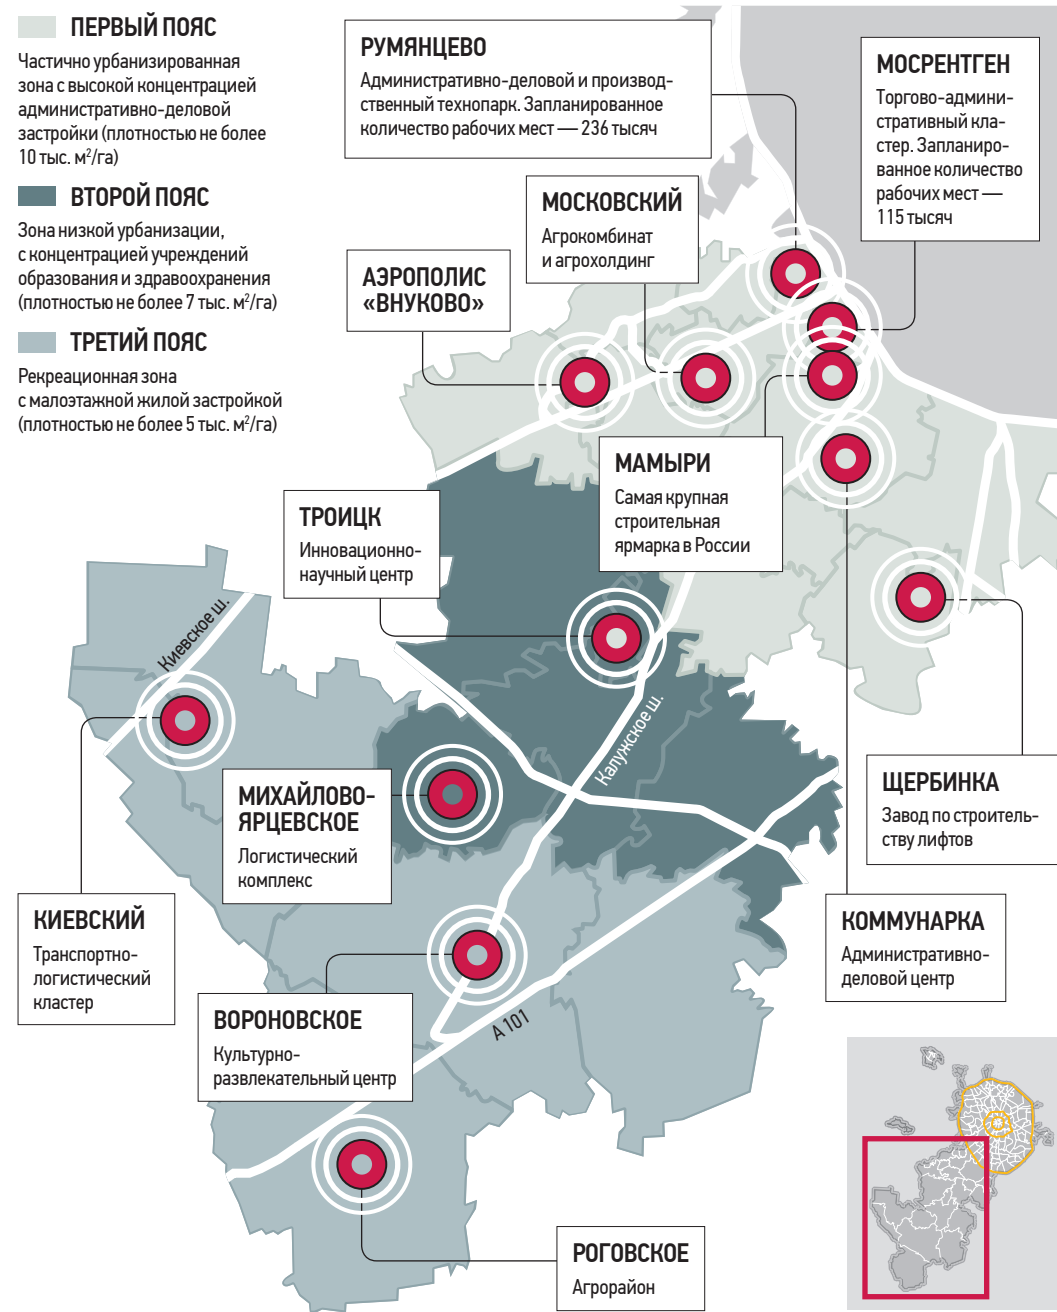 ПЕРВЫЙ ПОЯС
Частично урбанизированная
зона с высокой концентрацией
административно-деловой
застройки (плотностью не более
10 тыс. м²/га)
ВТОРОЙ ПОЯС
Зона низкой урбанизации,
с концентрацией учреждений
образования и здравоохранения
(плотностью не более 7 тыс. м²/га)
ТРЕТИЙ ПОЯС
Рекреационная зона
с малоэтажной жилой застройкой
(плотностью не более 5 тыс. м²/га)
РУМЯНЦЕВО
Административно-деловой и производ-
ственный технопарк. Запланированное
количество рабочих мест — 236 тысяч
МОСРЕНТГЕН
Торгово-админи-
стративный кла-
стер. Запланиро-
ванное количество
рабочих мест —
115 тысяч
МОСКОВСКИЙ
Агрокомбинат
и агрохолдинг
АЭРОПОЛИС
«ВНУКОВО»
МАМЫРИ
Самая крупная
строительная
ярмарка в России
ТРОИЦК
Инновационно-
научный центр
Киевское ш.
Калужское ш.
МИХАЙЛОВО-
ЯРЦЕВСКОЕ
Логистический
комплекс
ЩЕРБИНКА
Завод по строитель-
ству лифтов
КИЕВСКИЙ
Транспортно-
логистический
кластер
КОММУНАРКА
Административно-
деловой центр
ВОРОНОВСКОЕ
Культурно-
развлекательный центр
А 101
РОГОВСКОЕ
Агрорайон